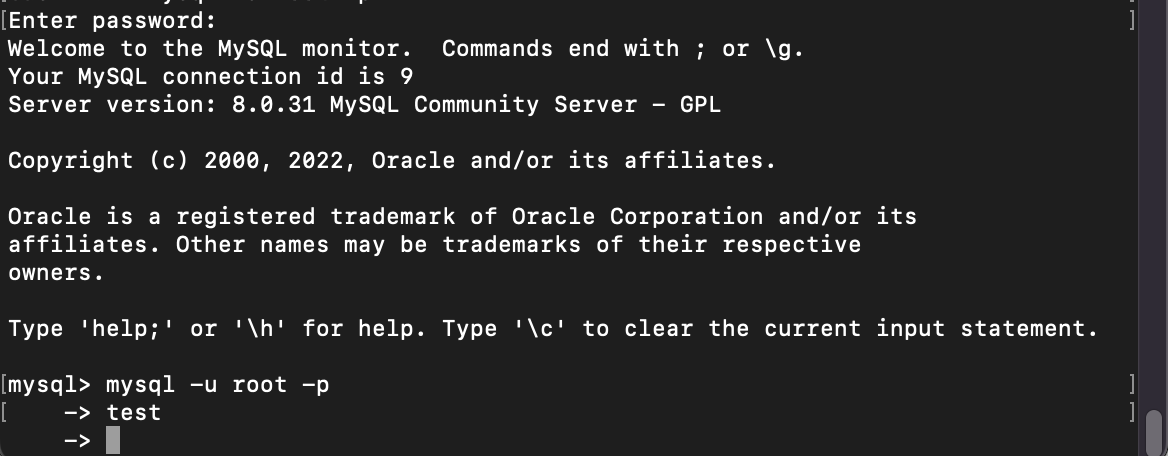 [Enter password: ]
Welcome to the MySQL monitor.  Commands end with ; or \g.
Your MySQL connection id is 9
Server version: 8.0.31 MySQL Community Server - GPL

Copyright (c) 2000, 2022, Oracle and/or its affiliates.

Oracle is a registered trademark of Oracle Corporation and/or its
affiliates. Other names may be trademarks of their respective
owners.

Type 'help;' or '\h' for help. Type '\c' to clear the current input statement.

[mysql> mysql -u root -p ]
[    -> test ]
    ->